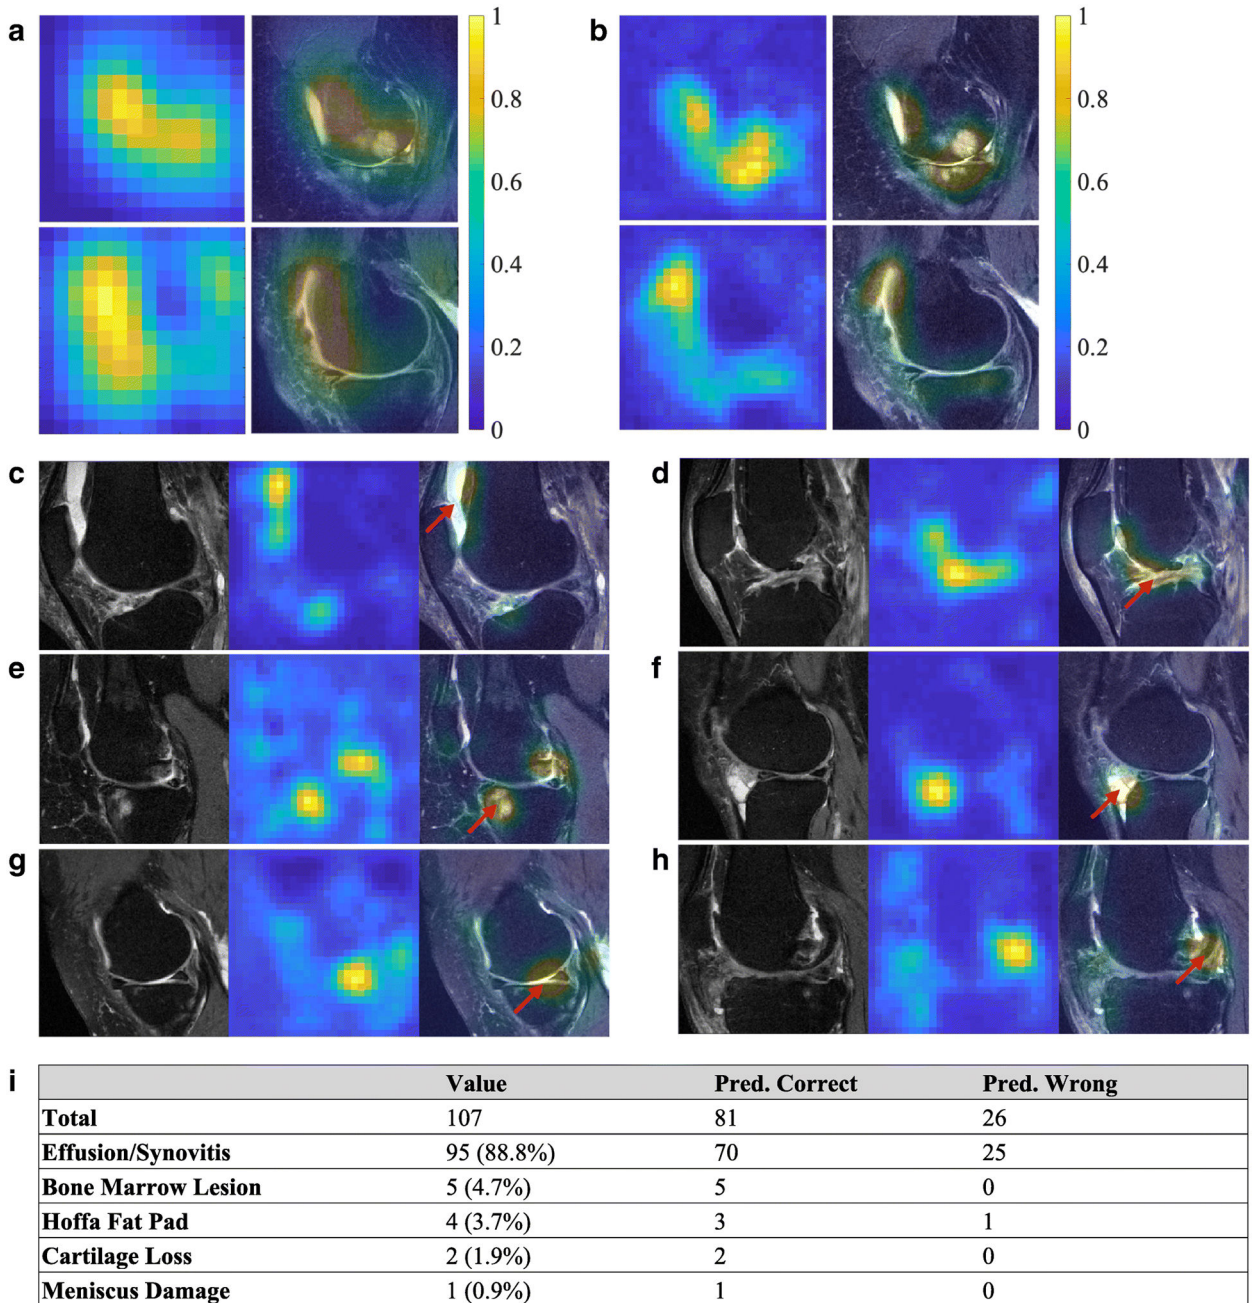 a
b
1
0.8
0.6
0.4
0.2
0
1
0.8
0.6
0.4
0.2
0
c
d
e
f
g
h
i
Value Pred. Correct Pred. Wrong
Total 107 81 26
Effusion/Synovitis 95 (88.8%) 70 25
Bone Marrow Lesion 5 (4.7%) 5 0
Hoffa Fat Pad 4 (3.7%) 3 1
Cartilage Loss 2 (1.9%) 2 0
Meniscus Damage 1 (0.9%) 1 0